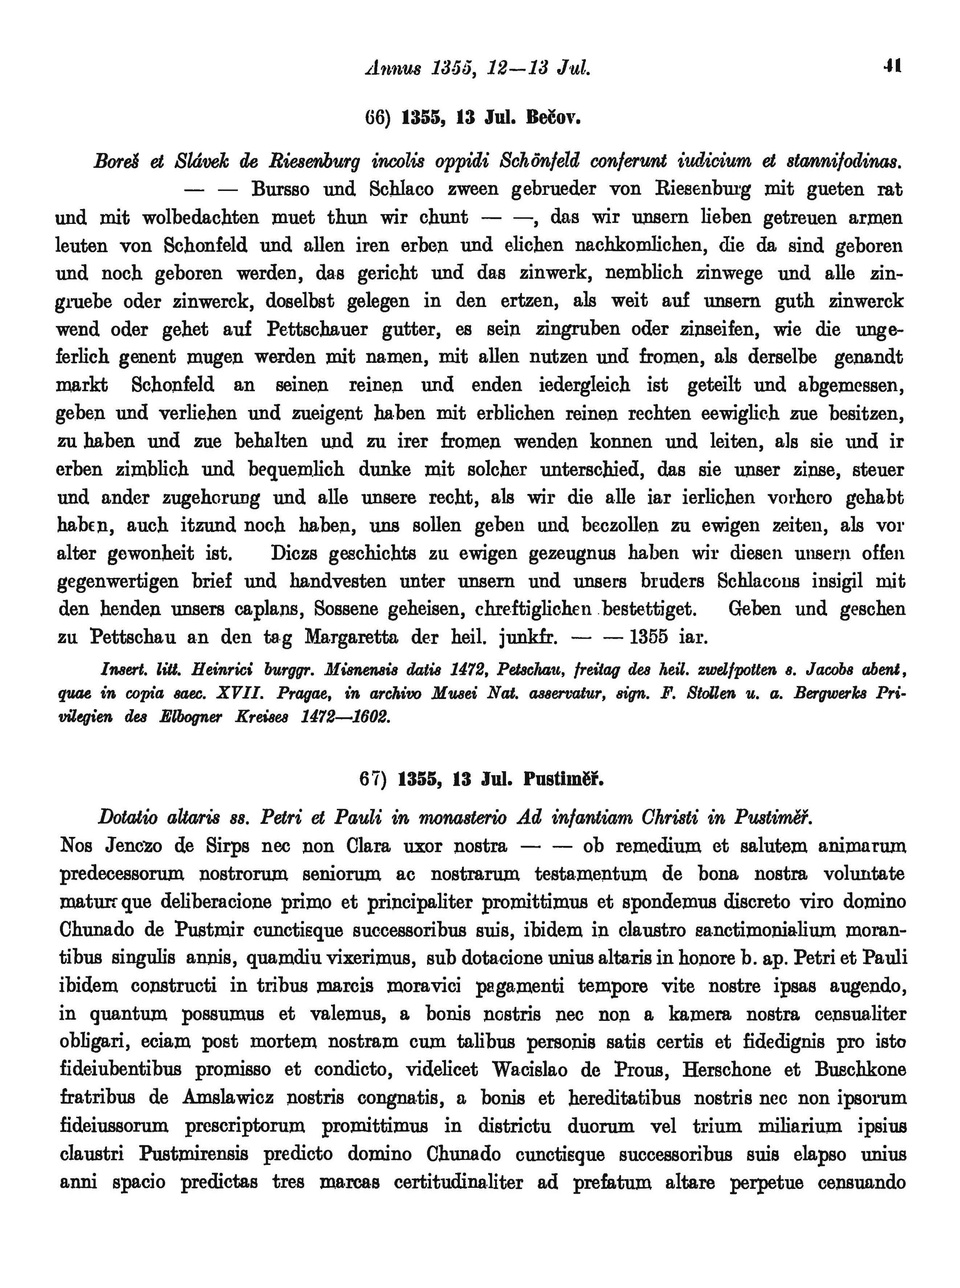 Annus 1355, 12—13 Jul. 41
66) 1355, 13 Jul. Bečov.
Boreš et Slávek de Riesenburg incolis oppidi Schönfeld conferunt iudicium et stannifodinas.
— — Bursso und Schlaco zween gebrueder von Riesenburg mit gueten rat
und mit wolbedachten muet thun wir chunt — —, das wir unsern lieben getreuen armen
leuten von Schonfeld und allen iren erben und elichen nachkomlichen, die da sind geboren
und noch geboren werden, das gericht und das zinwerk, nemblich zinwege und alle zin-
gruebe oder zinwerck, doselbst gelegen in den ertzen, als weit auf unsern guth zinwerck
wend oder gehet auf Pettschauer gutter, es sein zingruben oder zinseifen, wie die unge-
ferlich genent mugen werden mit namen, mit allen nutzen und fromen, als derselbe genandt
markt Schonfeld an seinen reinen und enden iedergleich ist geteilt und abgemessen,
geben und verliehen und zueigent haben mit erblichen reinen rechten eewiglich zue besitzen,
zu haben und zue behalten und zu irer fromen wenden konnen und leiten, als sie und ir
erben zimblich und bequemlich dunke mit solcher unterschied, das sie unser zinse, steuer
und ander zugehorung und alle unsere recht, als wir die alle iar ierlichen vorhero gehabt
haben, auch itzund noch haben, uns sollen geben und beczollen zu ewigen zeiten, als vor
alter gewonheit ist. Diczs geschichts zu ewigen gezeugnus haben wir diesen unsern offen
gegenwertigen brief und handvesten unter unsern und unsers bruders Schlacons insigil mit
den henden unsers caplans, Sossene geheisen, chreftiglichen bestettiget. Geben und geschen
zu Pettschau an den tag Margaretta der heil. junkfr. — — 1355 iar.
Insert. litt. Heinrici burggr. Misnensis datis 1472, Petschau, freitag des heil. zwelfpotten s. Jacobs abent,
quae in copia saec. XVII. Pragae, in archivo Musei Nat. asservatur, sign. F. Stollen u. a. Bergwerks Pri-
vilegien des Elbogner Kreises 1472—1602.
67) 1355, 13 Jul. Pustiměř.
Dotatio altaris ss. Petri et Pauli in monasterio Ad infantiam Christi in Pustiměř.
Nos Jenczo de Sirps nec non Clara uxor nostra — — ob remedium et salutem animarum
predecessorum nostrorum seniorum ac nostrarum testamentum de bona nostra voluntate
mature que deliberacione primo et principaliter promittimus et spondemus discreto viro domino
Chunado de Pustmir cunctisque successoribus suis, ibidem in claustro sanctimonialium moran-
tibus singulis annis, quamdiu vixerimus, sub dotacione unius altaris in honore b. ap. Petri et Pauli
ibidem constructi in tribus marcis moravici pagamenti tempore vite nostre ipsas augendo,
in quantum possumus et valemus, a bonis nostris nec non a kamera nostra censualiter
obligari, eciam post mortem nostram cum talibus personis satis certis et fidedignis pro isto
fideiubentibus promisso et condicto, videlicet Wacislao de Prous, Herschone et Buschkone
fratribus de Amslawicz nostris congnatis, a bonis et hereditatibus nostris nec non ipsorum
fideiussorum prescriptorum promittimus in districtu duorum vel trium miliarium ipsius
claustri Pustmirensis predicto domino Chunado cunctisque successoribus suis elapso unius
anni spacio predictas tres marcas certitudinaliter ad prefatum altare perpetue censuando